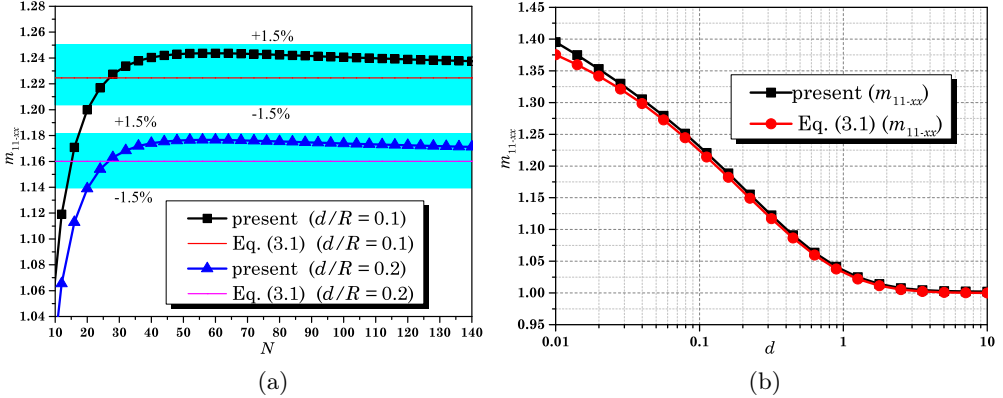 1.28
1.26
1.24
1.22
1.20
1.18
1.16
1.14
1.12
1.10
1.08
1.06
1.04
m11-xx
+1.5%
-1.5%
+1.5%
-1.5%
present (d/R = 0.1)
Eq. (3.1) (d/R = 0.1)
present (d/R = 0.2)
Eq. (3.1) (d/R = 0.2)
10 20 30 40 50 60 70 80 90 100 110 120 130 140
N
(a)
1.45
1.40
1.35
1.30
1.25
1.20
1.15
1.10
1.05
1.00
0.95
m11-xx
present (m11-xx)
Eq. (3.1) (m11-xx)
0.01 0.1 1 10
d
(b)